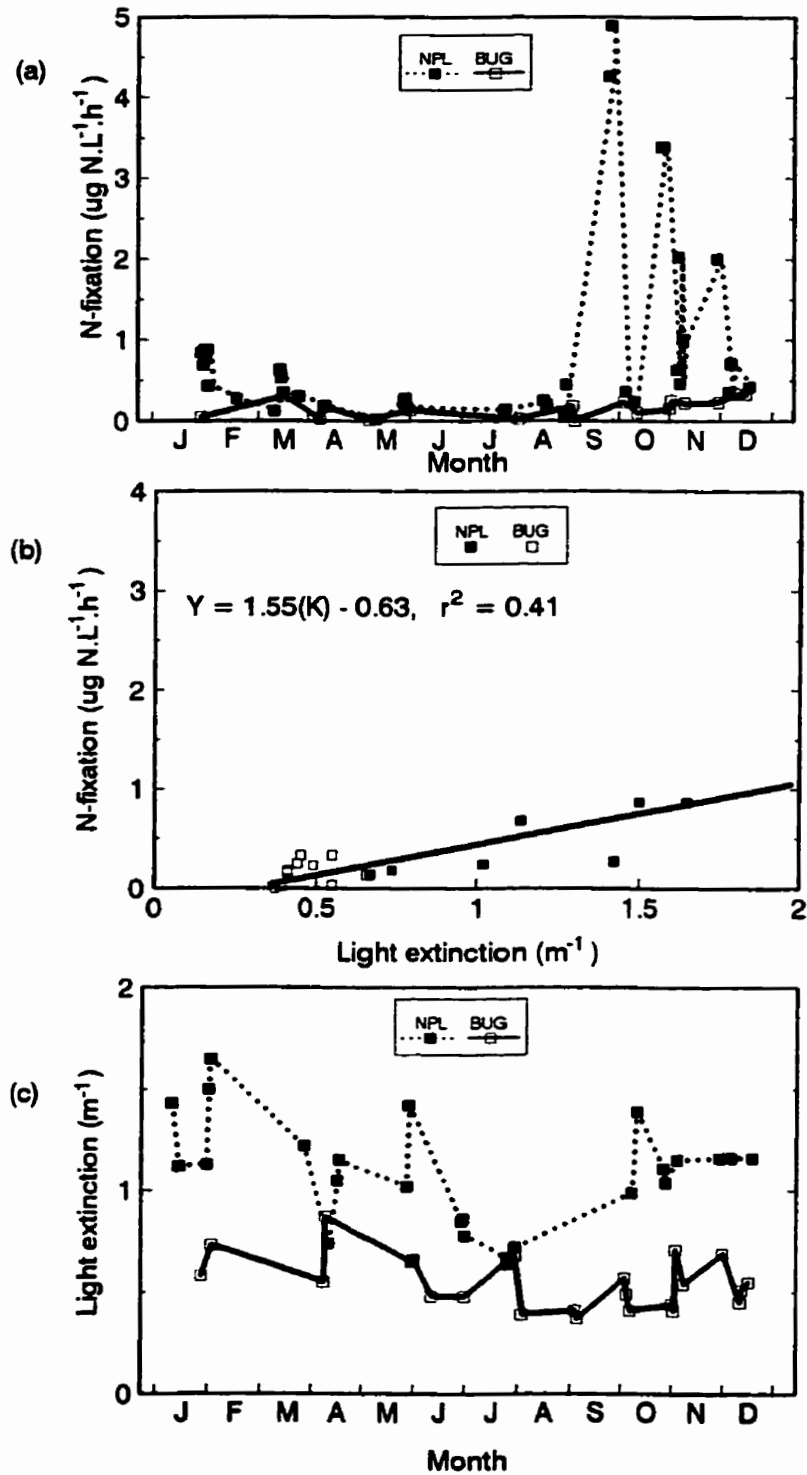 (a)
5
4
3
2
1
0
N-fixation (ug N.L⁻¹.h⁻¹)
NPL BUG
J F M A M J J A S O N D
Month
(b)
4
3
2
1
0
N-fixation (ug N.L⁻¹.h⁻¹)
NPL BUG
Y = 1.55(K) - 0.63, r² = 0.41
0 0.5 1 1.5 2
Light extinction (m⁻¹)
(c)
2
1
0
Light extinction (m⁻¹)
NPL BUG
J F M A M J J A S O N D
Month